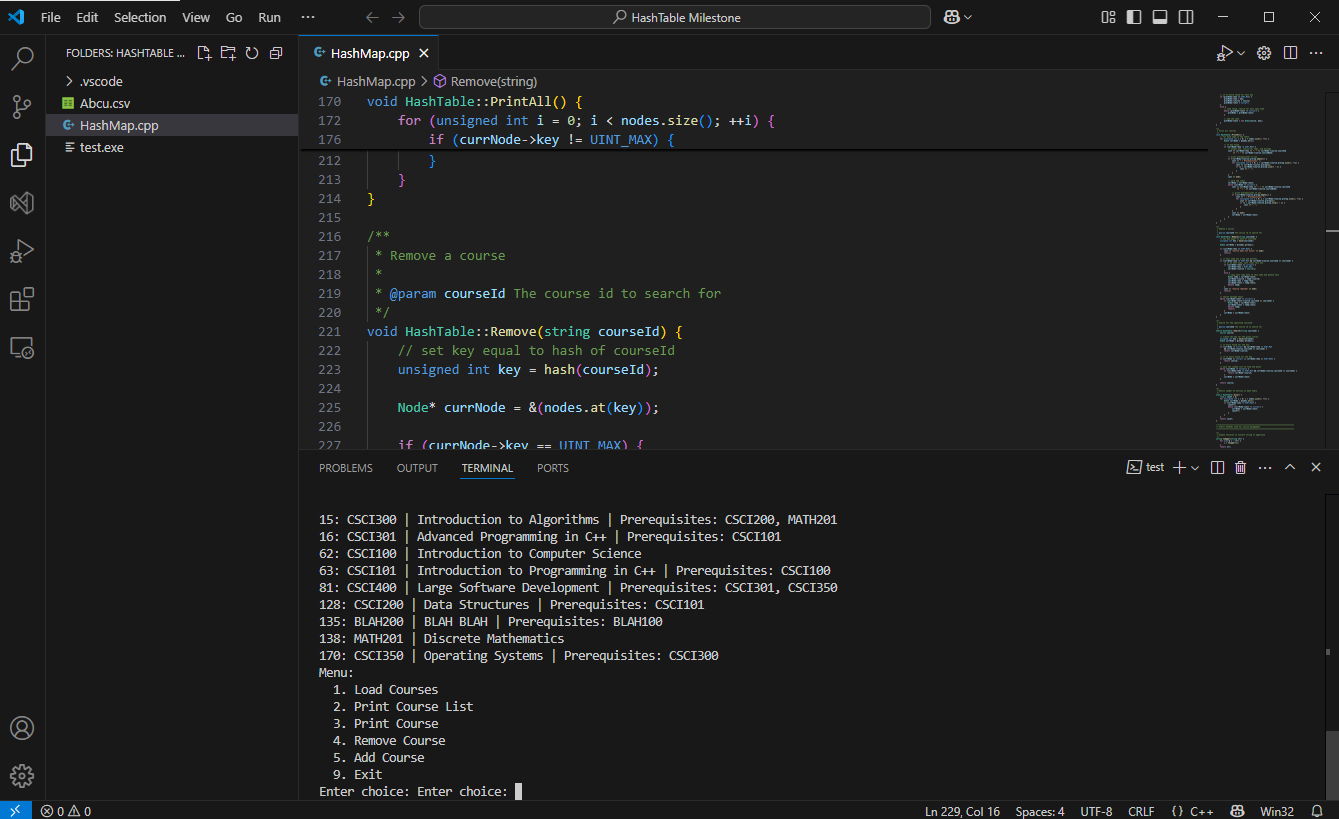 File Edit Selection View Go Run ··· HashTable Milestone
FOLDERS: HASHTABLE ...
.vscode
Abcu.csv
HashMap.cpp
test.exe
HashMap.cpp
HashMap.cpp > Remove(string)
170 void HashTable::PrintAll() {
172 for (unsigned int i = 0; i < nodes.size(); ++i) {
176 if (currNode->key != UINT_MAX) {
212 }
213 }
214 }
215
216 /**
217 * Remove a course
218 *
219 * @param courseId The course id to search for
220 */
221 void HashTable::Remove(string courseId) {
222 // set key equal to hash of courseId
223 unsigned int key = hash(courseId);
224
225 Node* currNode = &(nodes.at(key));
226
227 if (currNode->key == UINT_MAX) {
PROBLEMS OUTPUT TERMINAL PORTS test
15: CSCI300 | Introduction to Algorithms | Prerequisites: CSCI200, MATH201
16: CSCI301 | Advanced Programming in C++ | Prerequisites: CSCI101
62: CSCI100 | Introduction to Computer Science
63: CSCI101 | Introduction to Programming in C++ | Prerequisites: CSCI100
81: CSCI400 | Large Software Development | Prerequisites: CSCI301, CSCI350
128: CSCI200 | Data Structures | Prerequisites: CSCI101
135: BLAH200 | BLAH BLAH | Prerequisites: BLAH100
138: MATH201 | Discrete Mathematics
170: CSCI350 | Operating Systems | Prerequisites: CSCI300
Menu:
1. Load Courses
2. Print Course List
3. Print Course
4. Remove Course
5. Add Course
9. Exit
Enter choice: Enter choice:
0 0 Ln 229, Col 16 Spaces: 4 UTF-8 CRLF {} C++ Win32